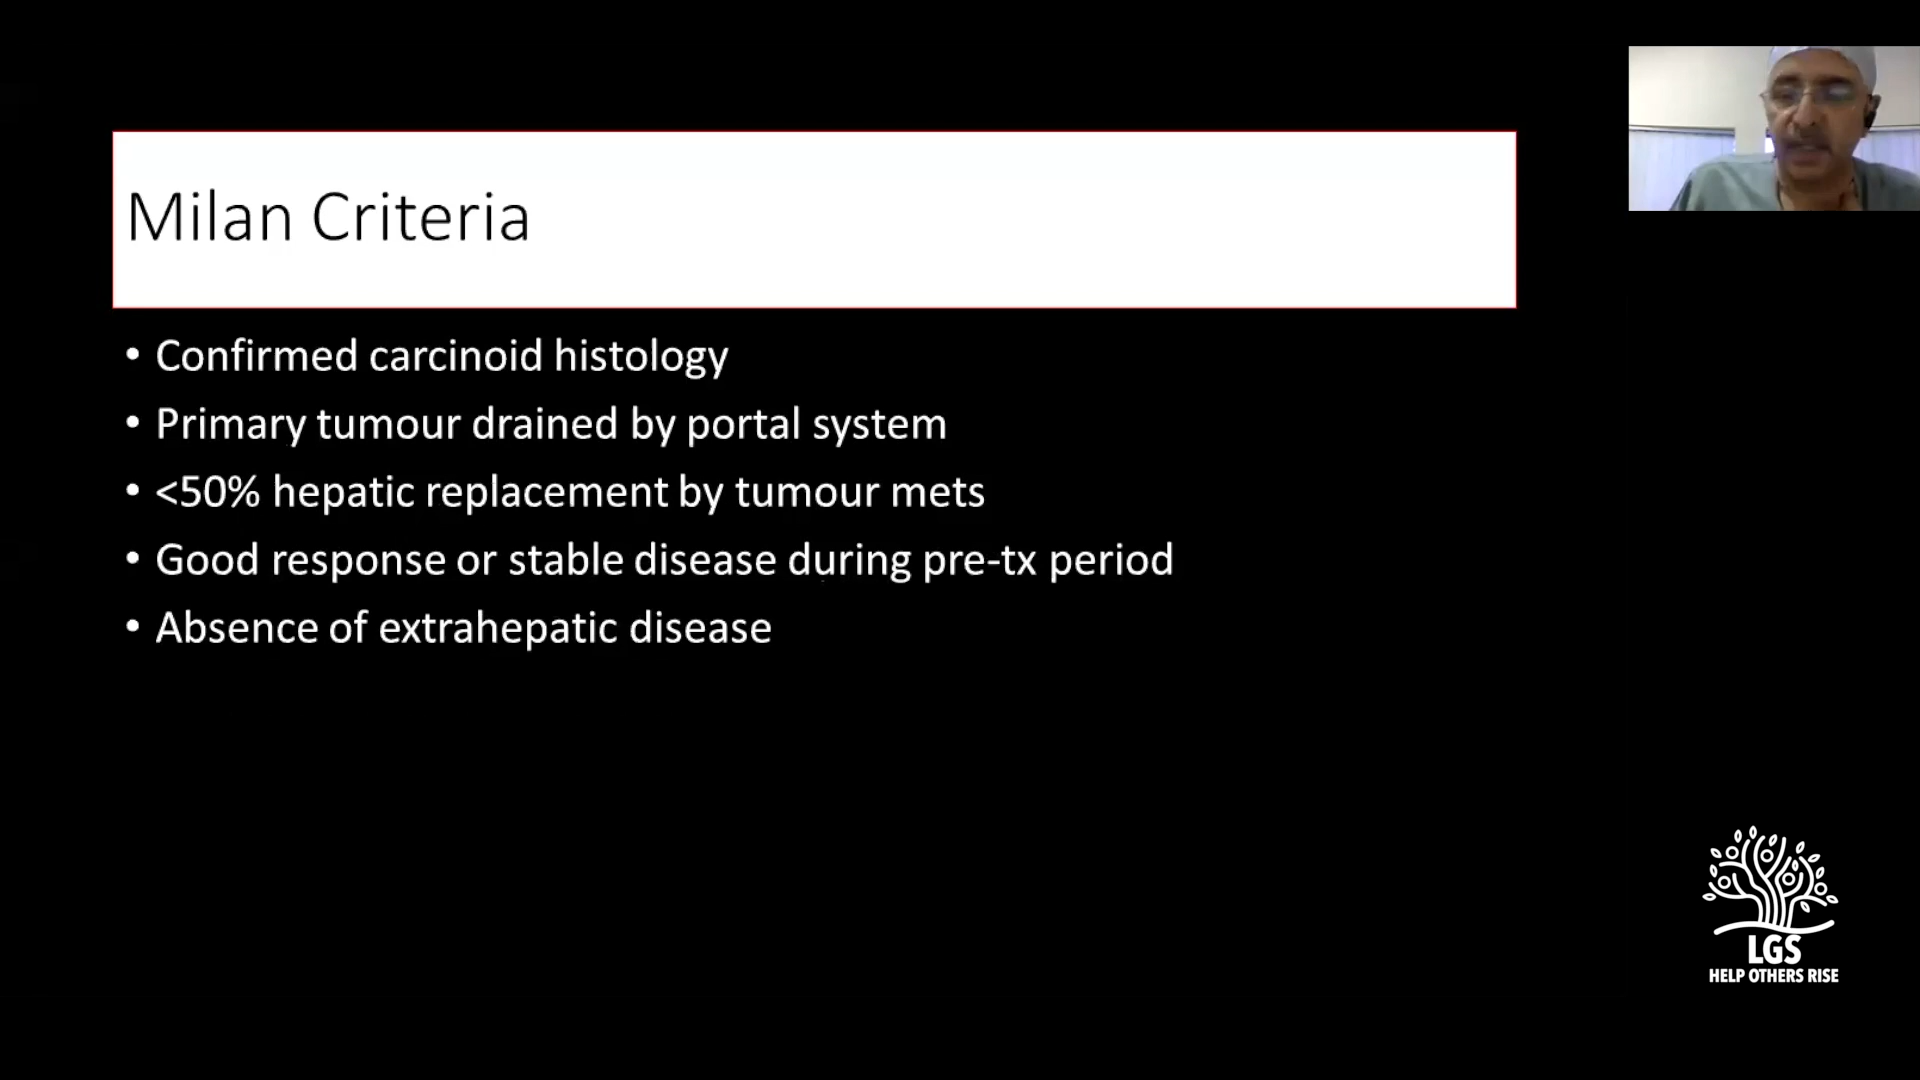 Milan Criteria
• Confirmed carcinoid histology
• Primary tumour drained by portal system
• <50% hepatic replacement by tumour mets
• Good response or stable disease during pre-tx period
• Absence of extrahepatic disease
LGS
HELP OTHERS RISE